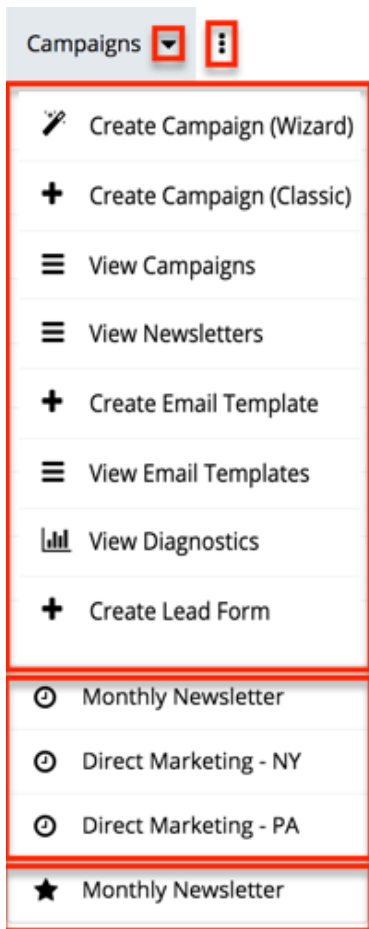 Campaigns
Create Campaign (Wizard)
Create Campaign (Classic)
View Campaigns
View Newsletters
Create Email Template
View Email Templates
View Diagnostics
Create Lead Form
Monthly Newsletter
Direct Marketing - NY
Direct Marketing - PA
Monthly Newsletter